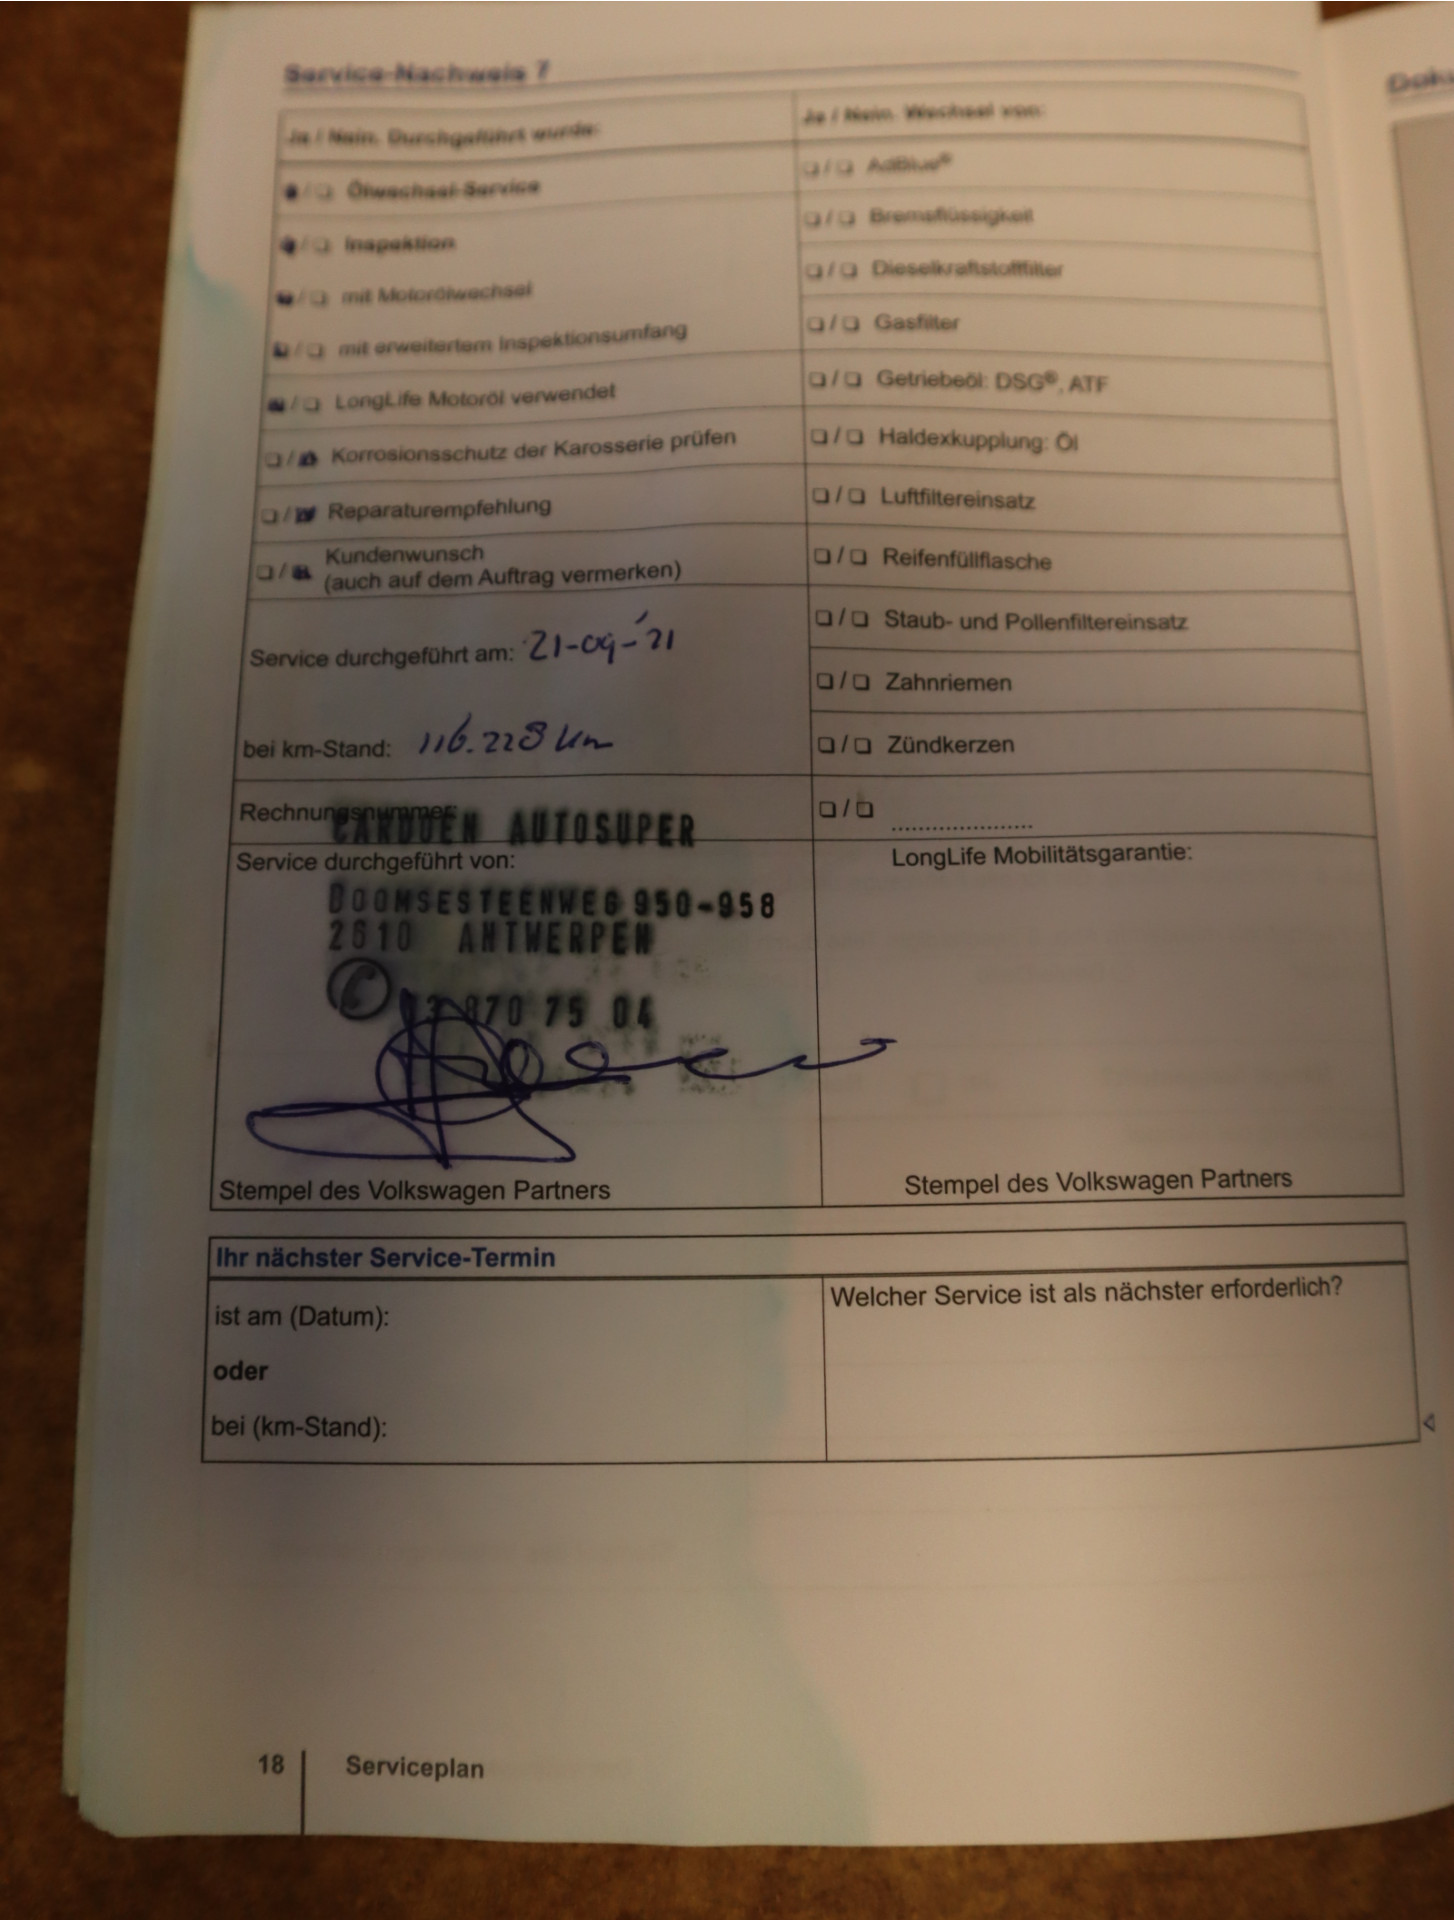 Service-Nachweis 7
Ja / Nein. Durchgeführt wurde:
Ölwechsel-Service
Inspektion
mit Motorölwechsel
mit erweitertem Inspektionsumfang
LongLife Motoröl verwendet
Korrosionsschutz der Karosserie prüfen
Reparaturempfehlung
Kundenwunsch
(auch auf dem Auftrag vermerken)
Service durchgeführt am: 21-09-'21
bei km-Stand: 116.228 km
Rechnungsnummer:
CARDOEN AUTOSUPER
Service durchgeführt von:
BOOMSESTEENWEG 950-958
2610 ANTWERPEN
03 870 75 04
Stempel des Volkswagen Partners
Ja / Nein. Wechsel von:
AdBlue®
Bremsflüssigkeit
Dieselkraftstofffilter
Gasfilter
Getriebeöl: DSG®, ATF
Haldexkupplung: Öl
Luftfiltereinsatz
Reifenfüllflasche
Staub- und Pollenfiltereinsatz
Zahnriemen
Zündkerzen
LongLife Mobilitätsgarantie:
Stempel des Volkswagen Partners
Ihr nächster Service-Termin
ist am (Datum):
oder
bei (km-Stand):
Welcher Service ist als nächster erforderlich?
18 Serviceplan